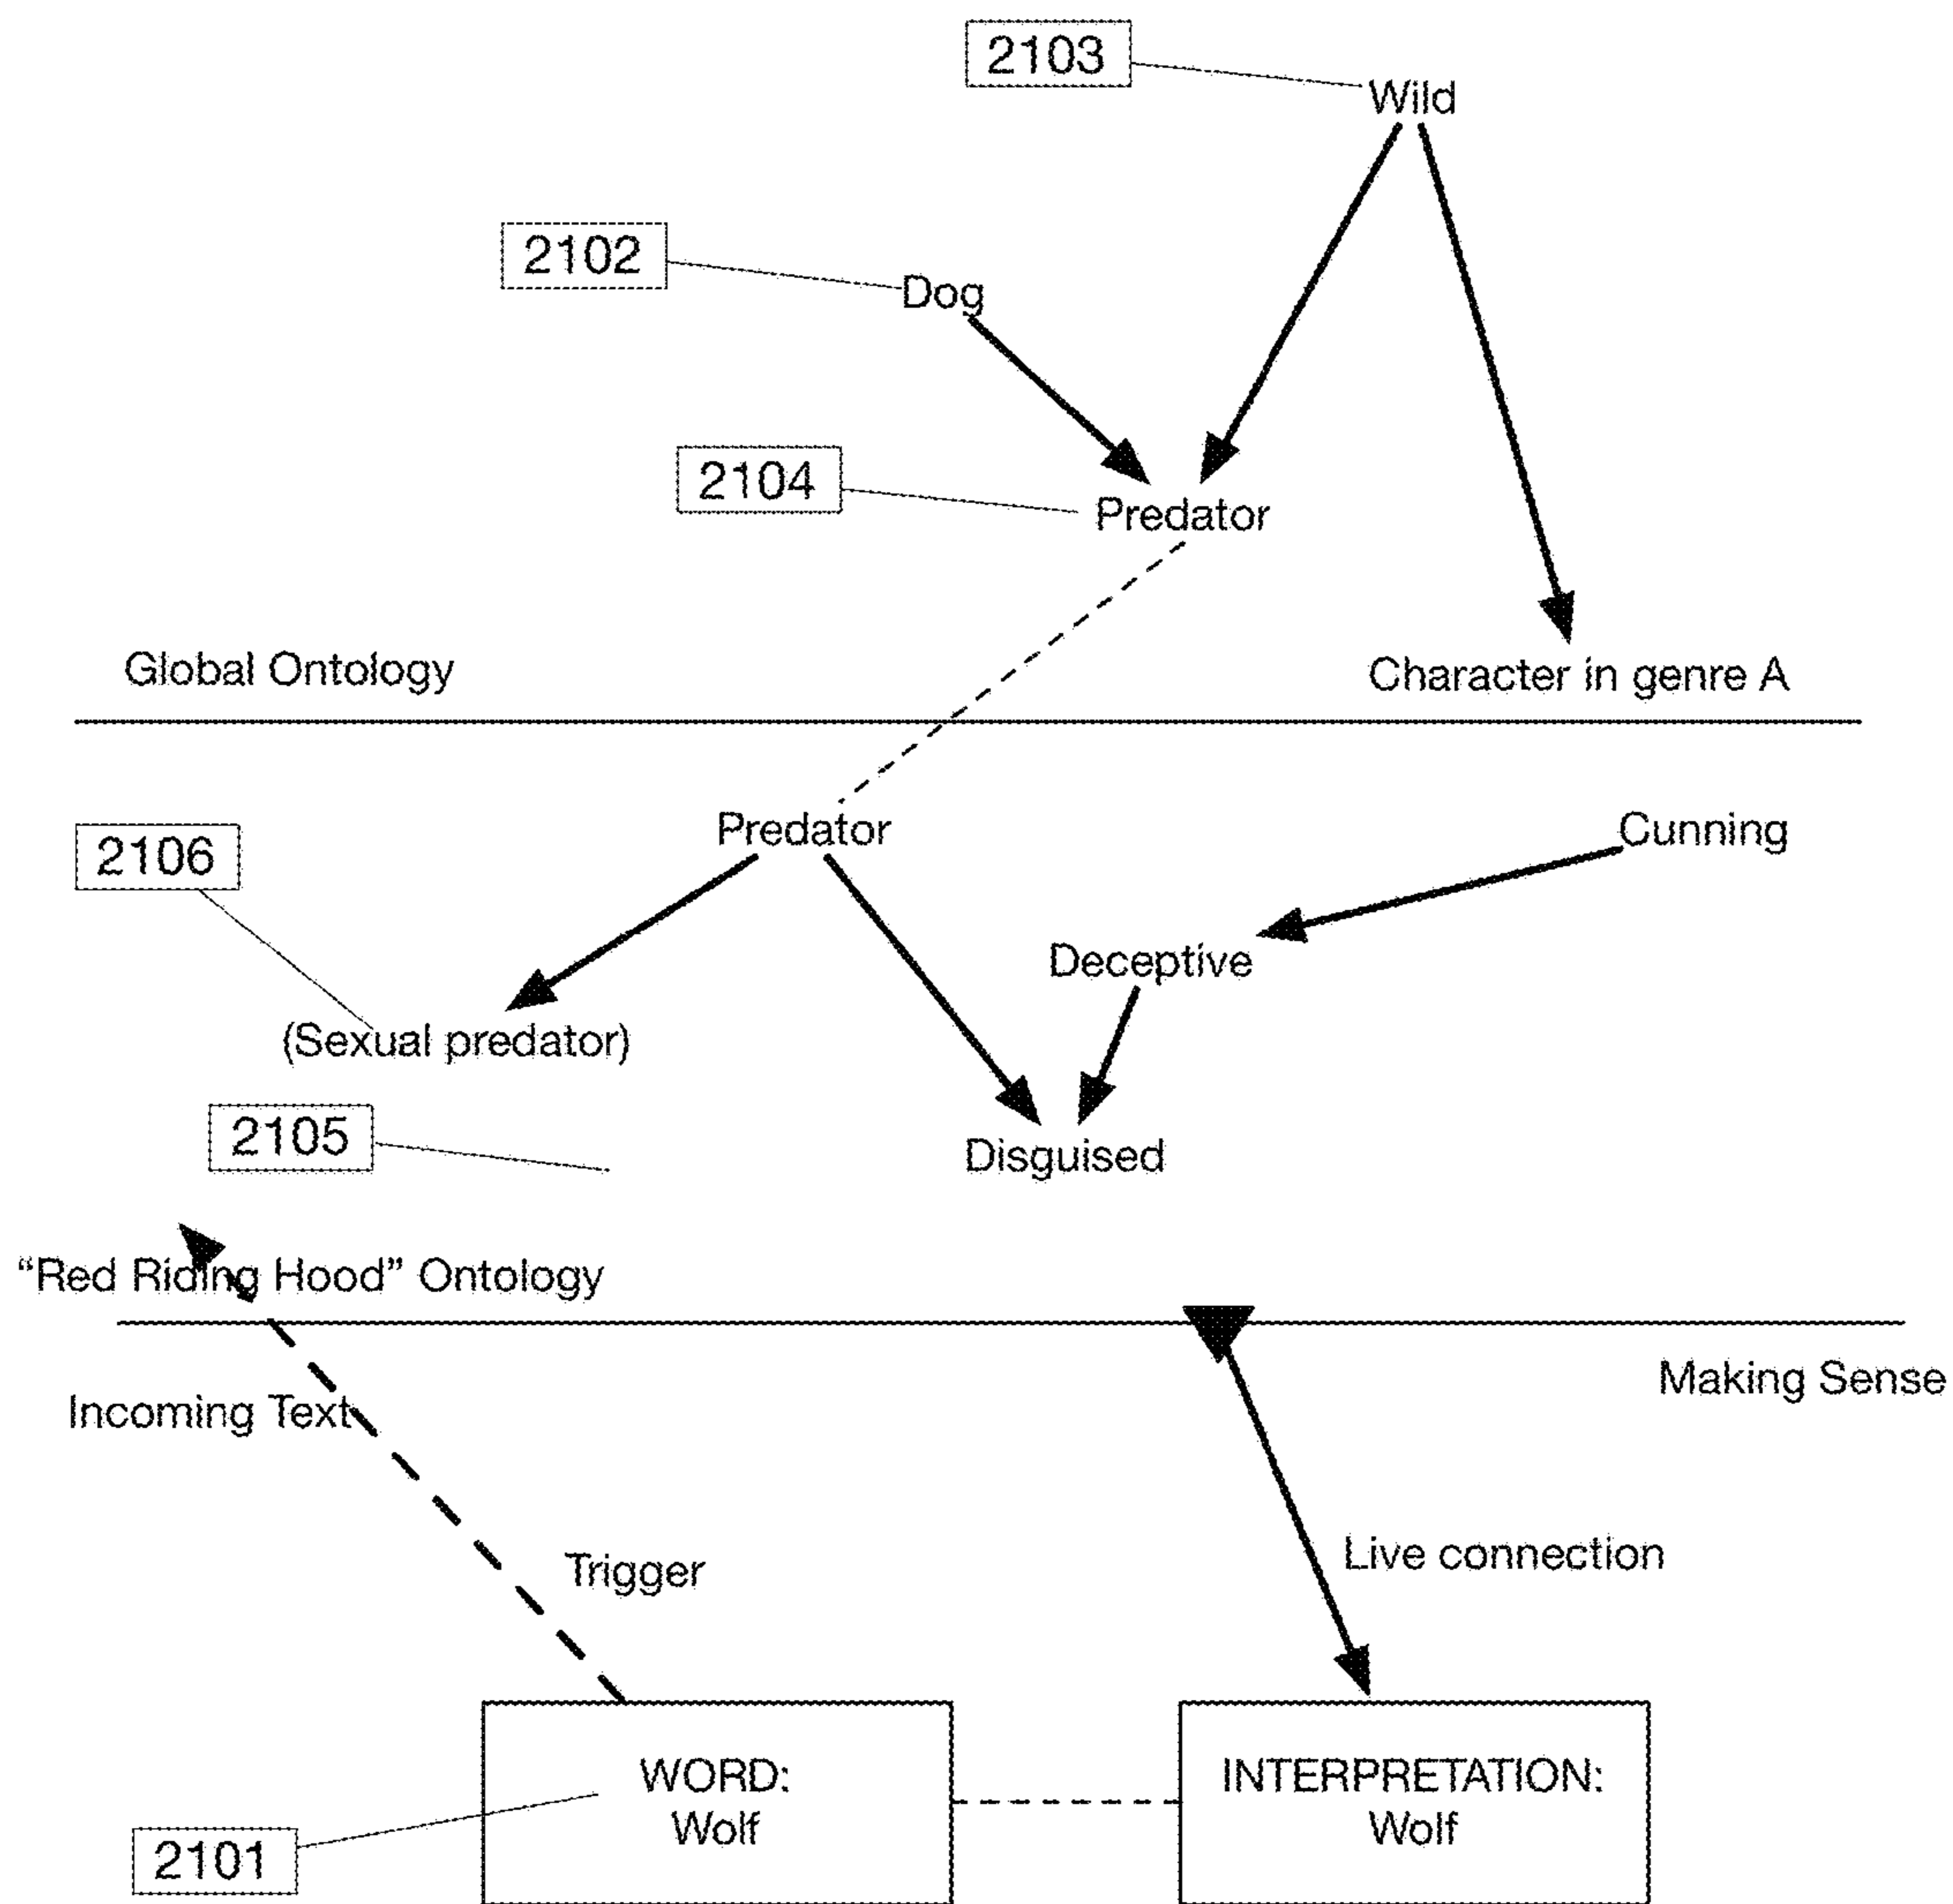 2103
Wild
2102
Dog
2104
Predator
Global Ontology
Character in genre A
Predator
Cunning
2106
Deceptive
(Sexual predator)
2105
Disguised
“Red Riding Hood” Ontology
Making Sense
Incoming Text
Live connection
Trigger
WORD:
Wolf
INTERPRETATION:
Wolf
2101